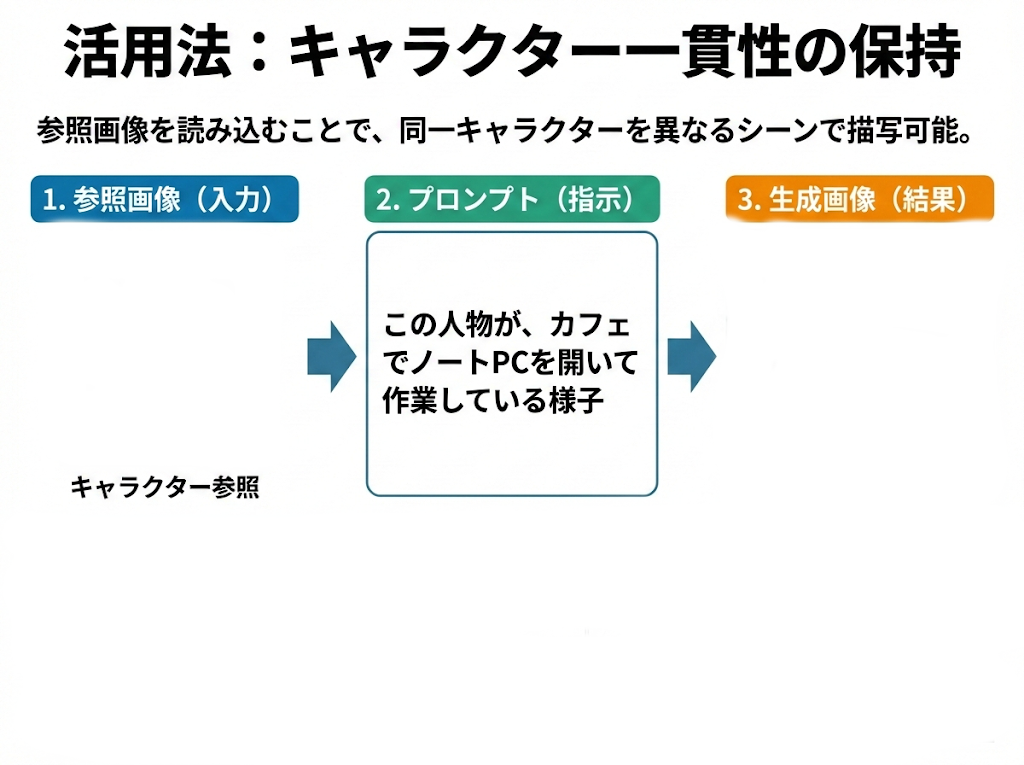 活用法：キャラクター一貫性の保持
参照画像を読み込むことで、同一キャラクターを異なるシーンで描写可能。
1. 参照画像（入力）
キャラクター参照
2. プロンプト（指示）
この人物が、カフェ
でノートPCを開いて
作業している様子
3. 生成画像（結果）